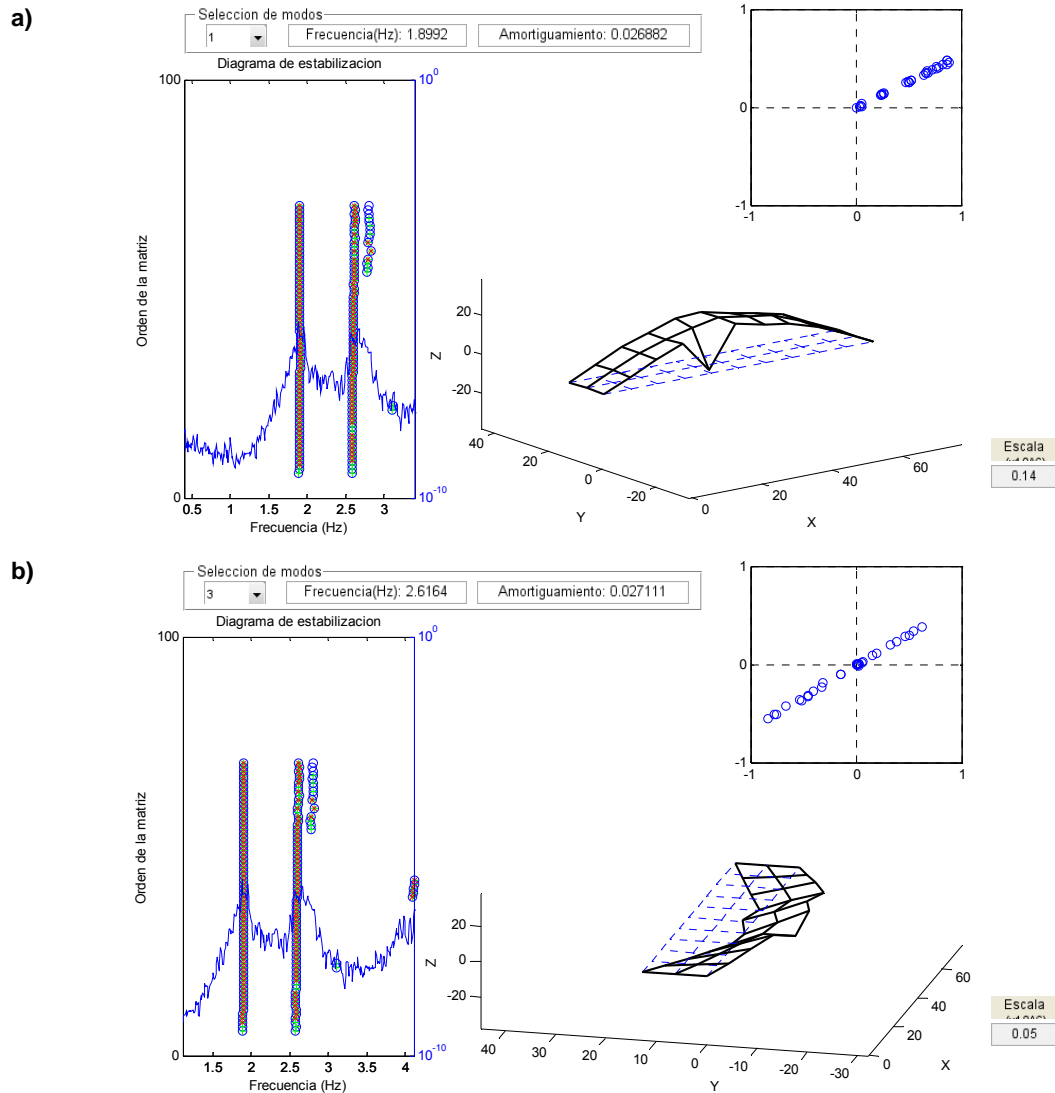 a)
Seleccion de modos
1
Frecuencia(Hz): 1.8992
Amortiguamiento: 0.026882
Diagrama de estabilizacion
100
10^0
Orden de la matriz
0
10^-10
0.5 1 1.5 2 2.5 3
Frecuencia (Hz)
1
0
-1
-1 0 1
20
0
-20
Z
40
20
0
-20
Y
0
20
40
60
X
Escala
0.14
b)
Seleccion de modos
3
Frecuencia(Hz): 2.6164
Amortiguamiento: 0.027111
Diagrama de estabilizacion
100
10^0
Orden de la matriz
0
10^-10
1.5 2 2.5 3 3.5 4
Frecuencia (Hz)
1
0
-1
-1 0 1
20
0
-20
Z
40 30 20 10 0 -10 -20 -30
Y
0
20
40
60
X
Escala
0.05